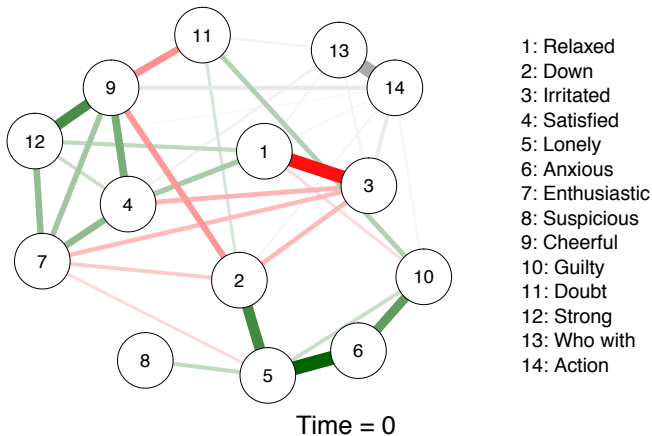 11
13
9
14
12
1
3
4
7
2
10
6
8
5
1: Relaxed
2: Down
3: Irritated
4: Satisfied
5: Lonely
6: Anxious
7: Enthusiastic
8: Suspicious
9: Cheerful
10: Guilty
11: Doubt
12: Strong
13: Who with
14: Action
Time = 0